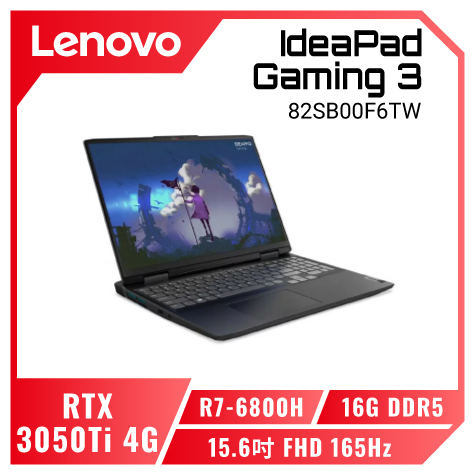 Lenovo
IdeaPad
Gaming 3
82SB00F6TW
RTX
3050Ti 4G
R7-6800H
16G DDR5
15.6吋 FHD 165Hz